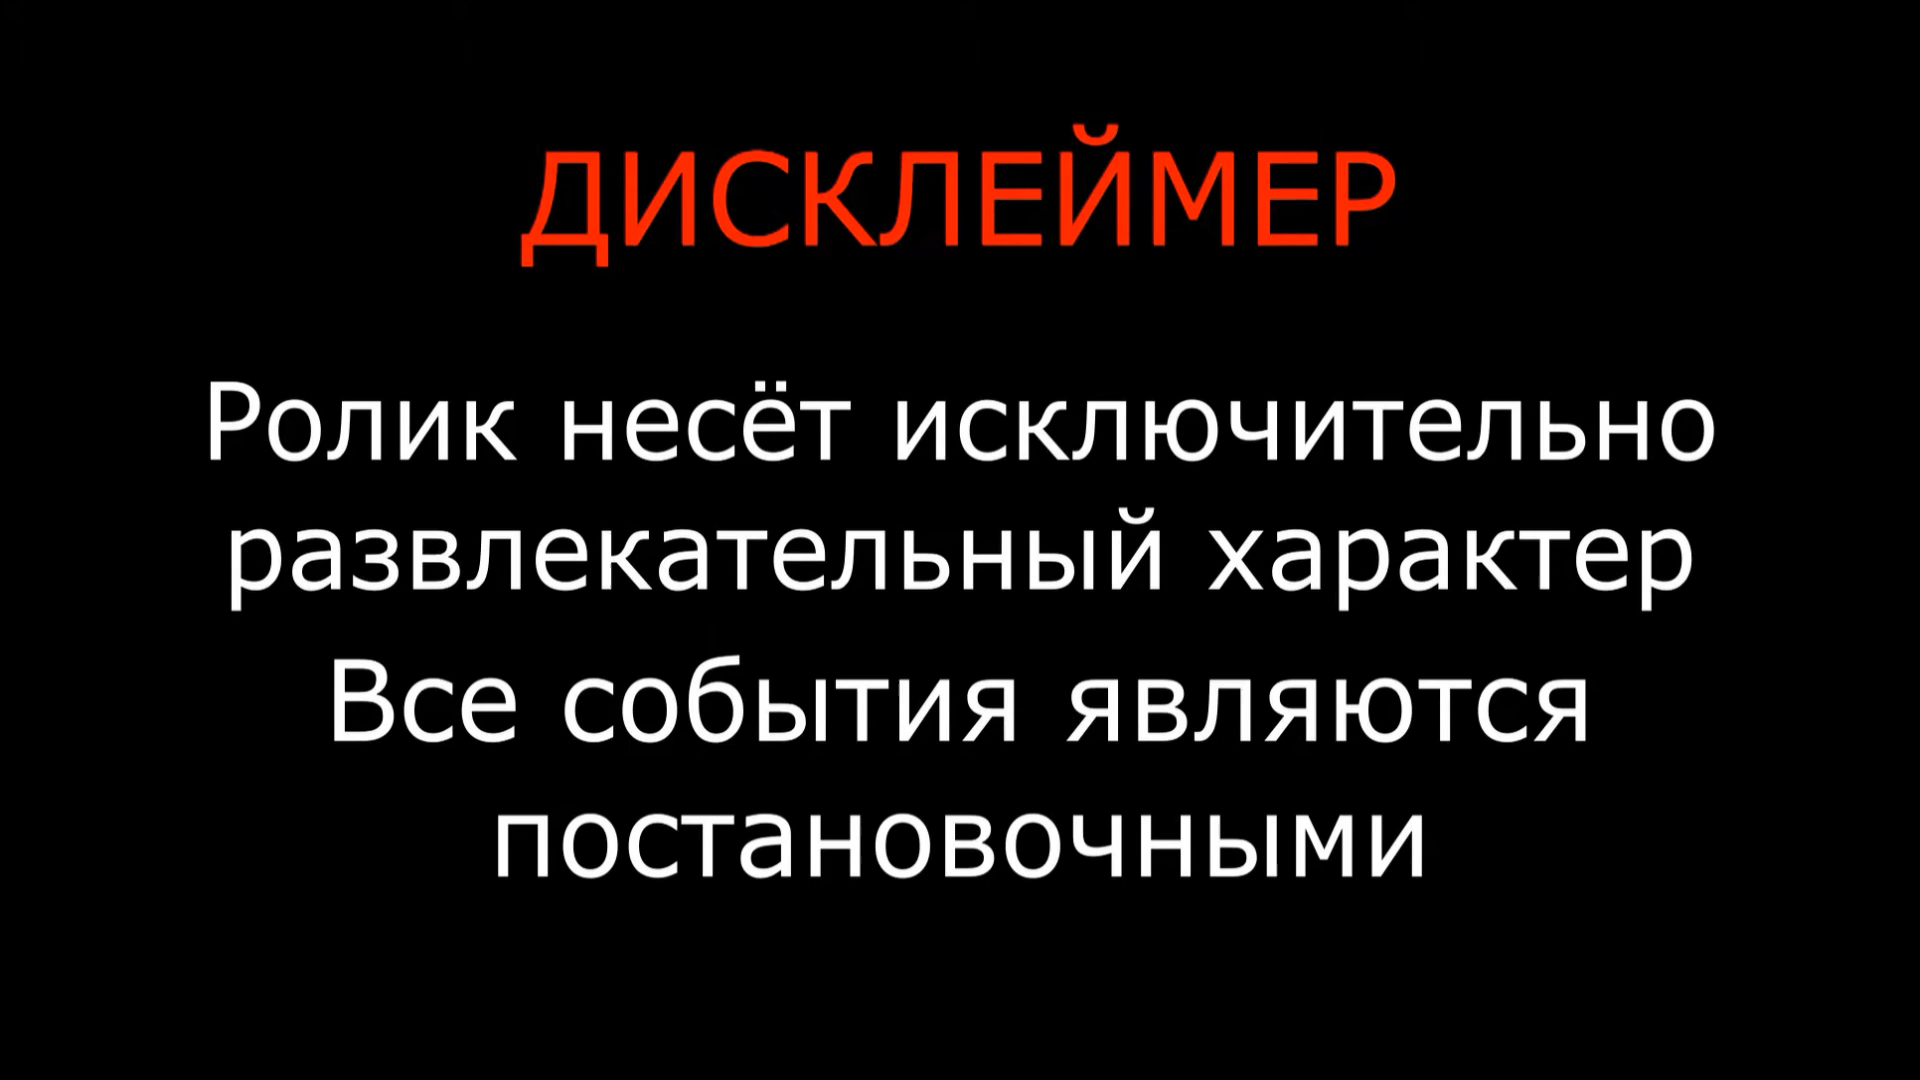 ДИСКЛЕЙМЕР
Ролик несёт исключительно
развлекательный характер
Все события являются
постановочными